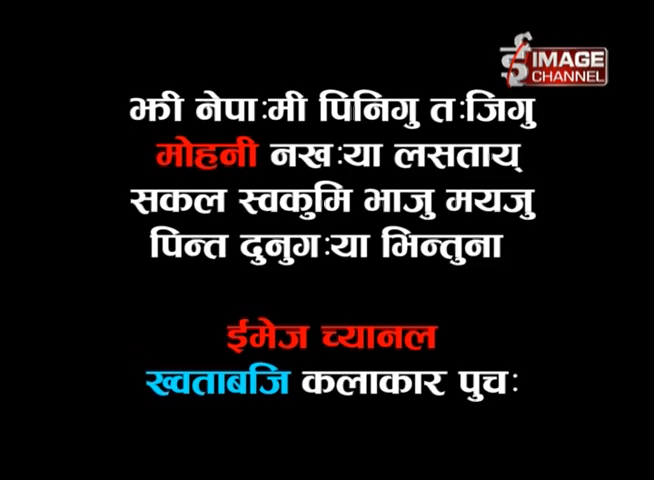 IMAGE
CHANNEL
झी नेपाःमी पिनिगु तःजिगु
मोहनी नखःया लसताय्
सकल स्वकुमि भाजु मयजु
पिन्त दुनुगःया भिन्तुना
ईमेज च्यानल
ख्वताबजि कलाकार पुचः